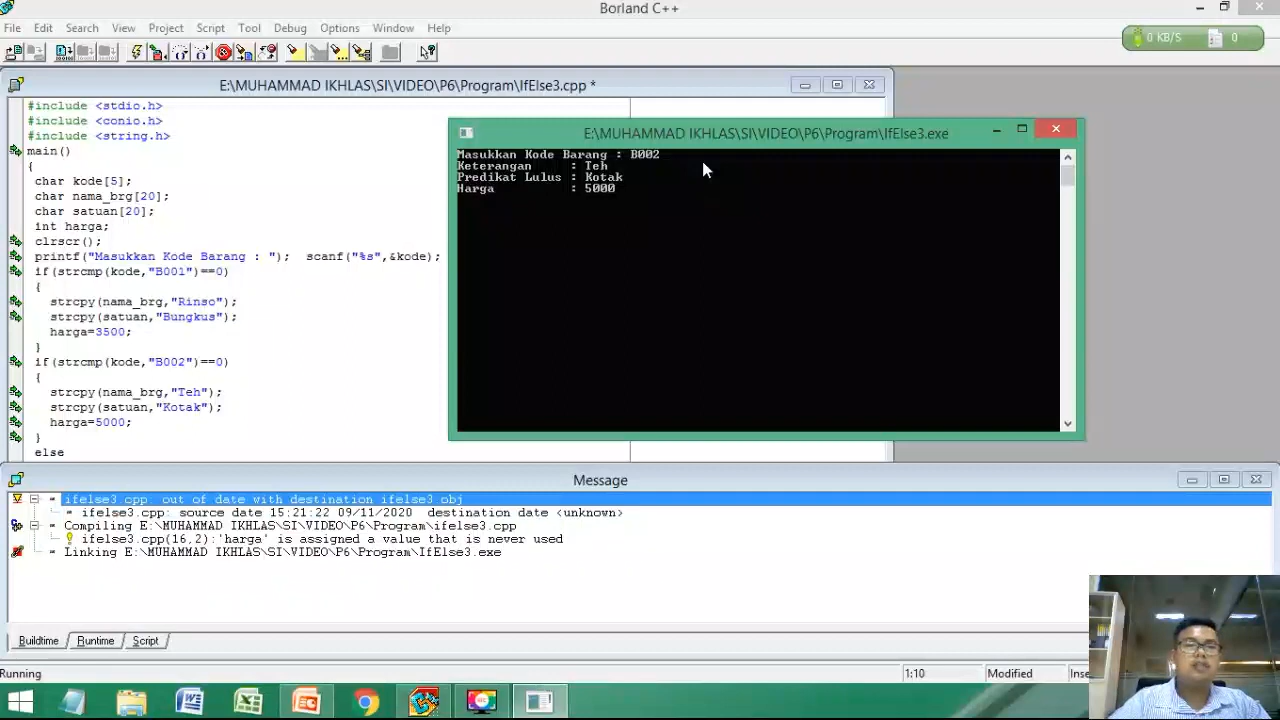 Borland C++
File Edit Search View Project Script Tool Debug Options Window Help
0 KB/S 0
E:\MUHAMMAD IKHLAS\SI\VIDEO\P6\Program\IfElse3.cpp *
#include <stdio.h>
#include <conio.h>
#include <string.h>
main()
{
char kode[5];
char nama_brg[20];
char satuan[20];
int harga;
clrscr();
printf("Masukkan Kode Barang : "); scanf("%s",&kode);
if(strcmp(kode,"B001")==0)
{
strcpy(nama_brg,"Rinso");
strcpy(satuan,"Bungkus");
harga=3500;
}
if(strcmp(kode,"B002")==0)
{
strcpy(nama_brg,"Teh");
strcpy(satuan,"Kotak");
harga=5000;
}
else
E:\MUHAMMAD IKHLAS\SI\VIDEO\P6\Program\IfElse3.exe
Masukkan Kode Barang : B002
Keterangan : Teh
Predikat Lulus : Kotak
Harga : 5000
Message
ifelse3.cpp: out of date with destination ifelse3.obj
ifelse3.cpp: source date 15:21:22 09/11/2020 destination date <unknown>
Compiling E:\MUHAMMAD IKHLAS\SI\VIDEO\P6\Program\ifelse3.cpp
ifelse3.cpp(16,2):'harga' is assigned a value that is never used
Linking E:\MUHAMMAD IKHLAS\SI\VIDEO\P6\Program\IfElse3.exe
Buildtime Runtime Script
Running 1:10 Modified Inse